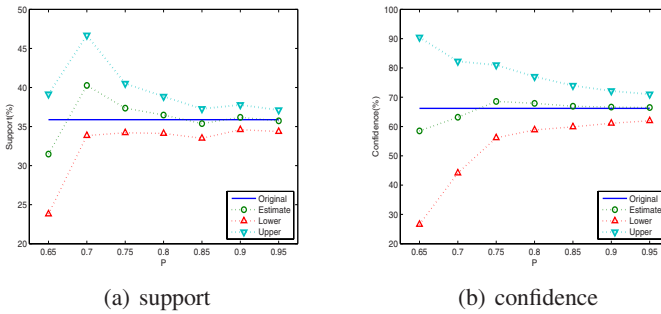 50
45
40
35
30
25
20
Support(%)
0.65 0.7 0.75 0.8 0.85 0.9 0.95
P
Original
Estimate
Lower
Upper
(a) support
100
90
80
70
60
50
40
30
20
Confidence(%)
0.65 0.7 0.75 0.8 0.85 0.9 0.95
P
Original
Estimate
Lower
Upper
(b) confidence